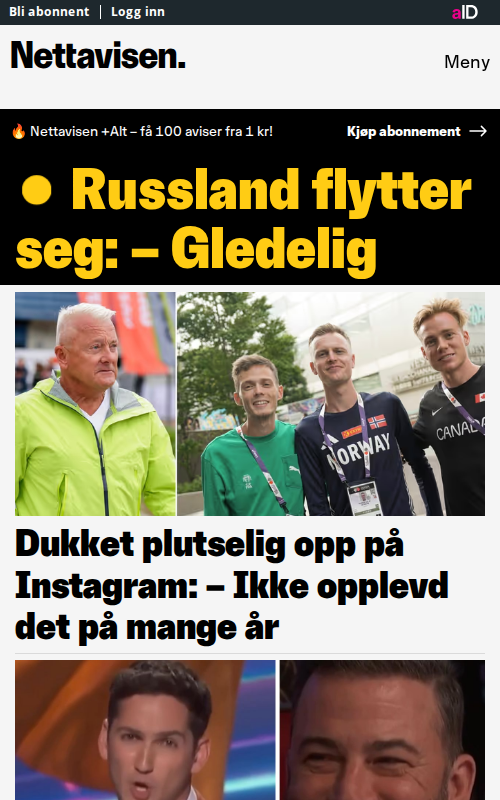 Bli abonnent | Logg inn
aID
Nettavisen.
Meny
🔥 Nettavisen +Alt – få 100 aviser fra 1 kr!
Kjøp abonnement →
Russland flytter
seg: – Gledelig
NORWAY
CANADA
Dukket plutselig opp på
Instagram: – Ikke opplevd
det på mange år